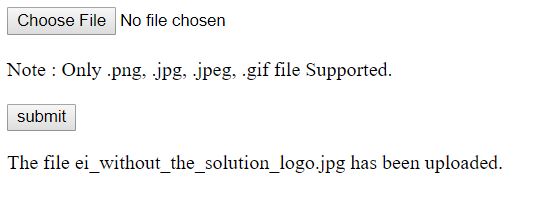 Choose File No file chosen
Note : Only .png, .jpg, .jpeg, .gif file Supported.
submit
The file ei_without_the_solution_logo.jpg has been uploaded.